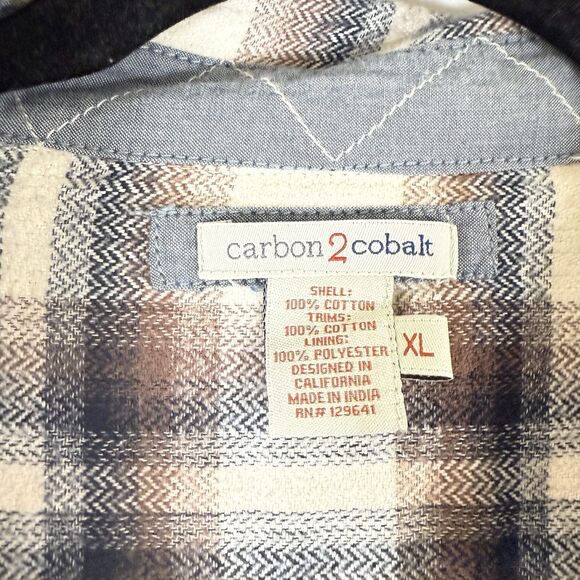 carbon2cobalt
SHELL:
100% COTTON
TRIMS:
100% COTTON
LINING:
100% POLYESTER
DESIGNED IN
CALIFORNIA
MADE IN INDIA
RN# 129641
XL